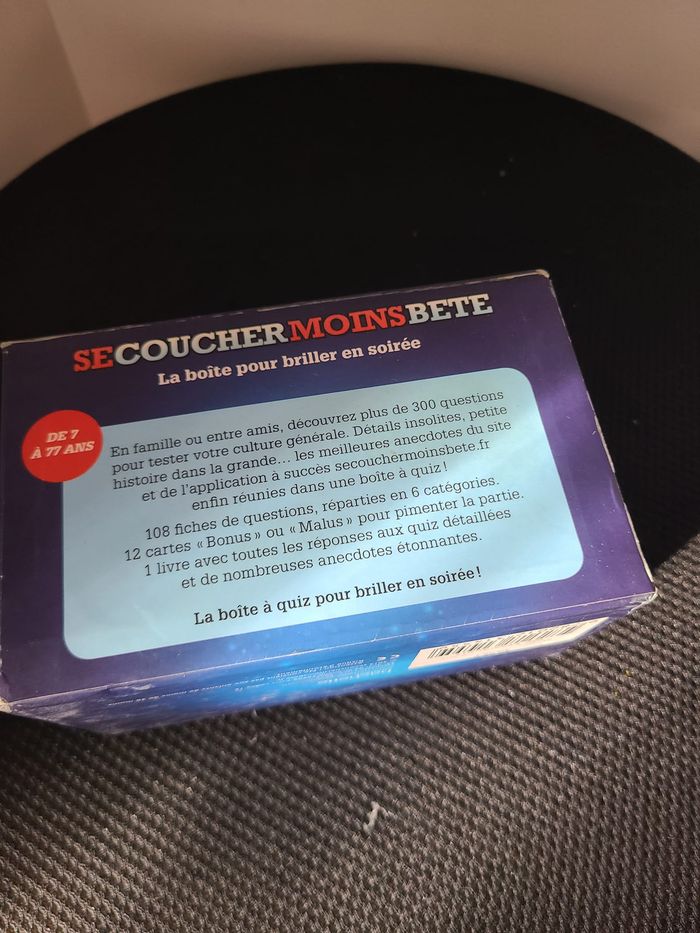 SECOUCHERMOINSBETE
La boîte pour briller en soirée
DE 7
À 77 ANS
En famille ou entre amis, découvrez plus de 300 questions
pour tester votre culture générale. Détails insolites, petite
histoire dans la grande... les meilleures anecdotes du site
et de l'application à succès secouchermoinsbete.fr
enfin réunies dans une boîte à quiz !
108 fiches de questions, réparties en 6 catégories.
12 cartes « Bonus » ou « Malus » pour pimenter la partie.
1 livre avec toutes les réponses aux quiz détaillées
et de nombreuses anecdotes étonnantes.
La boîte à quiz pour briller en soirée !